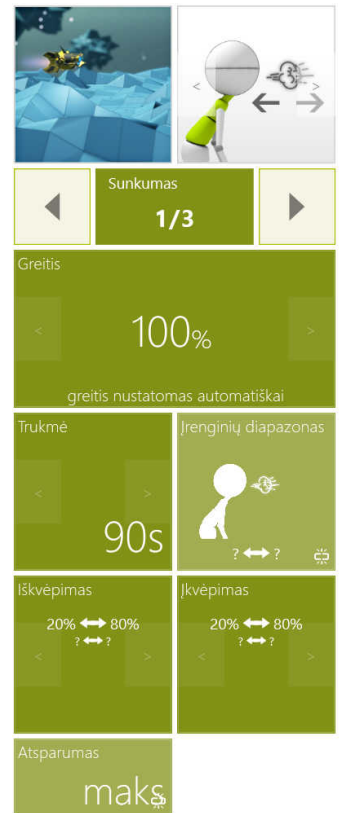 Sunkumas
1/3
Greitis
100%
greitis nustatomas automatiškai
Trukmė
90s
Įrenginių diapazonas
? ↔ ?
Iškvėpimas
20% ↔ 80%
? ↔ ?
Įkvėpimas
20% ↔ 80%
? ↔ ?
Atsparumas
maks